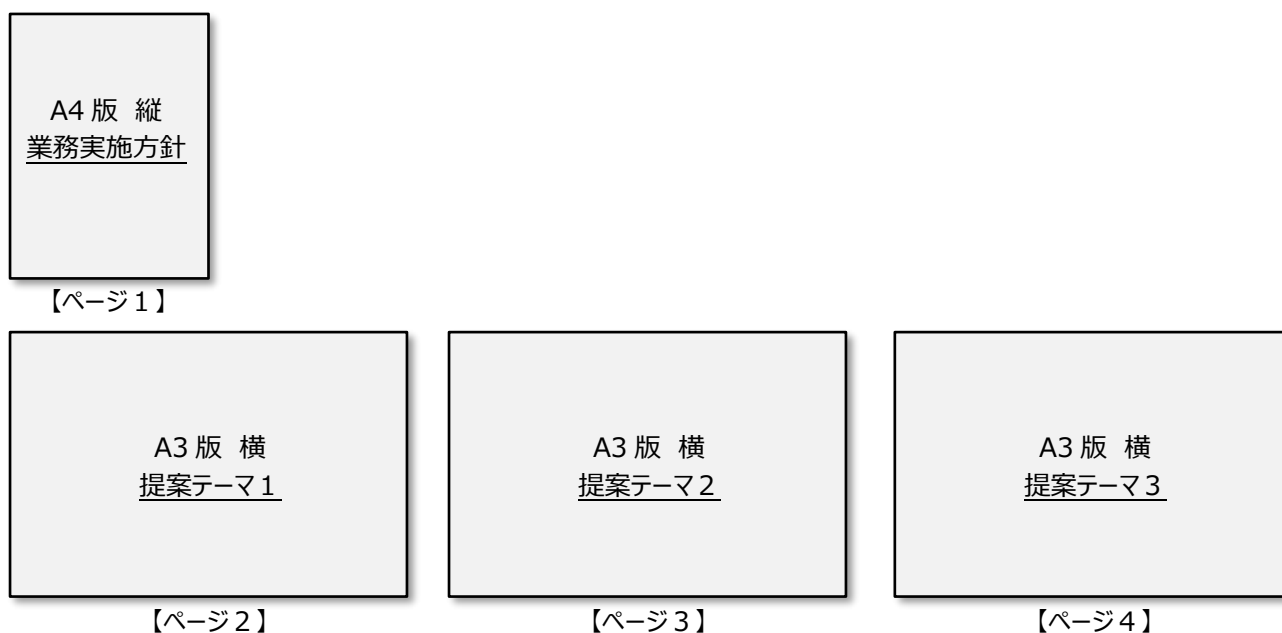 A4 版 縦
業務実施方針
【ページ１】
A3 版 横
提案テーマ１
【ページ２】
A3 版 横
提案テーマ２
【ページ３】
A3 版 横
提案テーマ３
【ページ４】